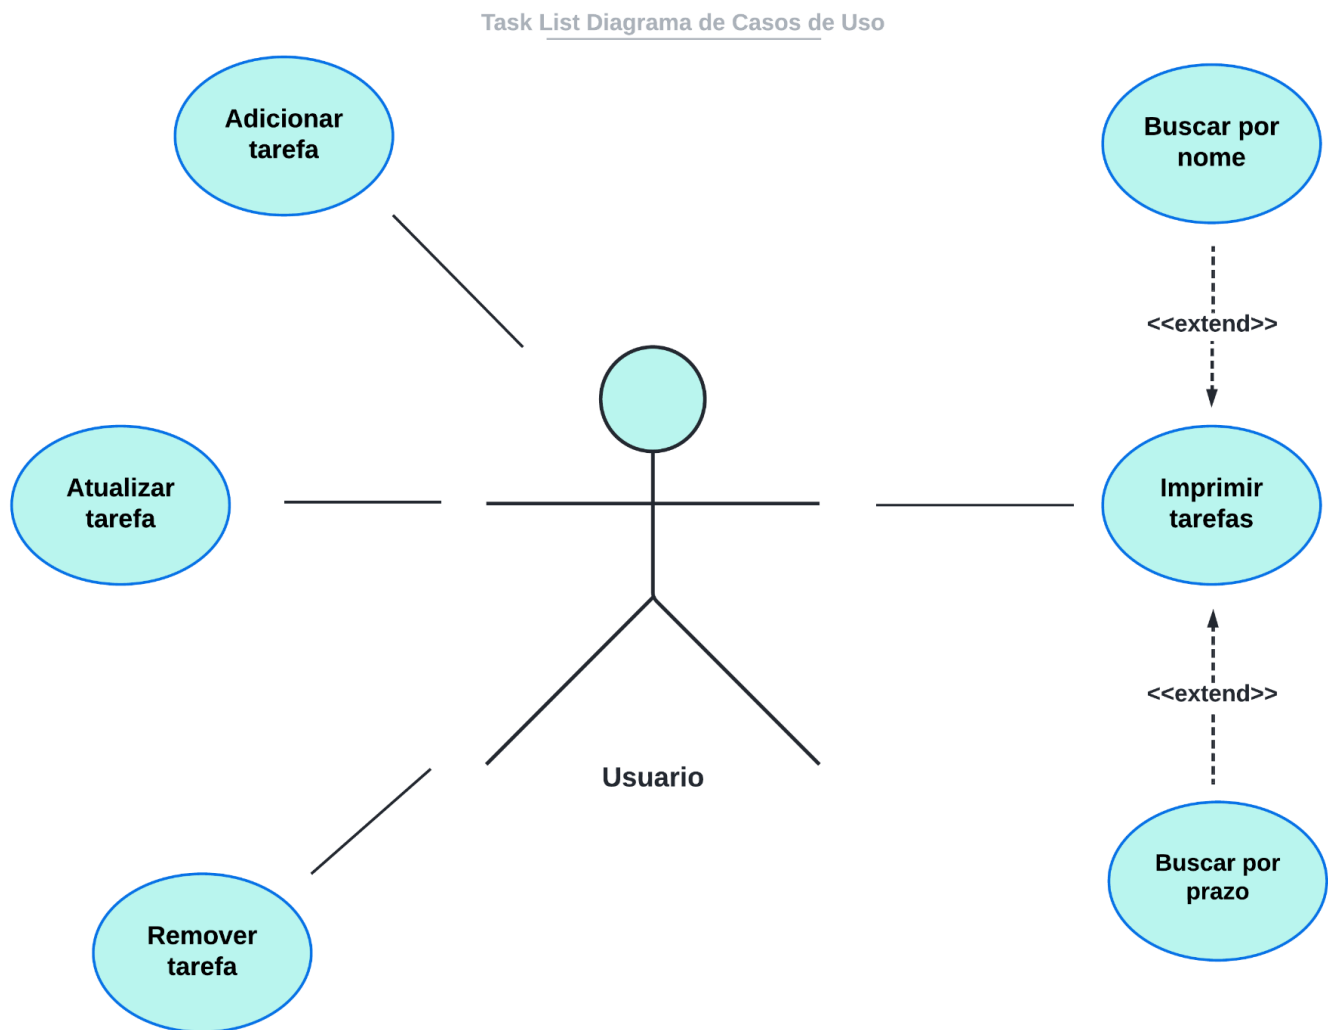 Task List Diagrama de Casos de Uso
Adicionar
tarefa
Buscar por
nome
<<extend>>
Atualizar
tarefa
Imprimir
tarefas
<<extend>>
Usuario
Buscar por
prazo
Remover
tarefa